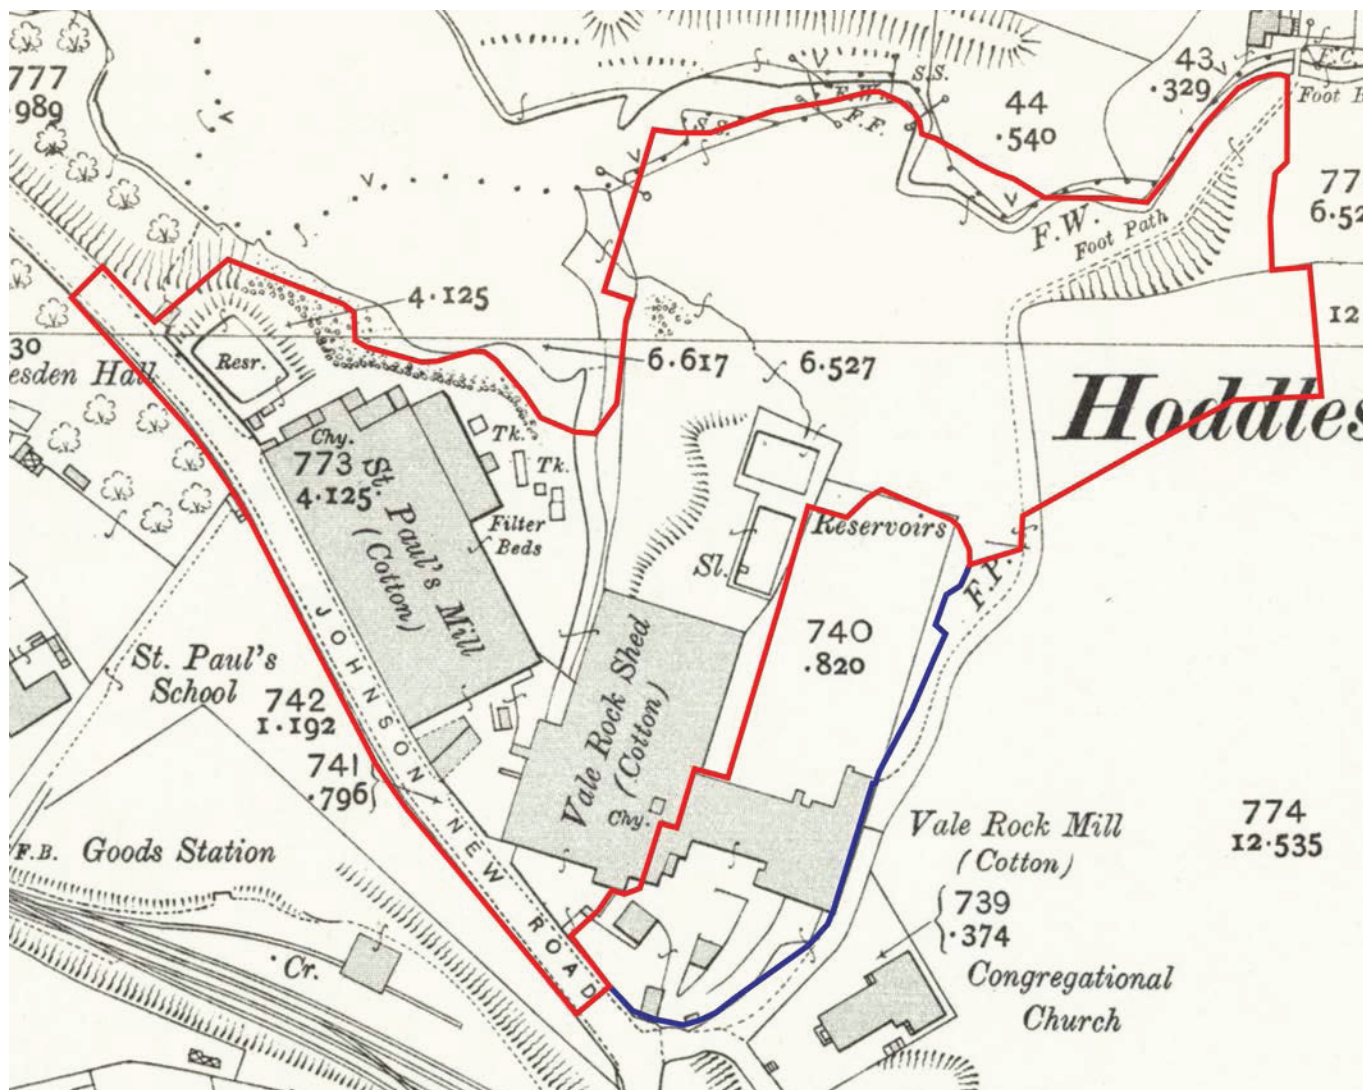 777
.989
S.S.
F.W.
F.F.
S.S.
44
.540
43
.329
F.C.
Foot
V
V
V
V
V
V
F.W.
Foot Path
77
6.52
12
30
esden Hall
Resr.
4.125
6.617
6.527
Hoddles
Chy.
773
4.125
St. Paul's Mill
(Cotton)
Tk.
Tk.
Filter
Beds
Sl.
Reservoirs
F.P.
740
.820
Vale Rock Shed
(Cotton)
Chy.
St. Paul's
School
742
1.192
741
.796
JOHNSON NEW ROAD
F.B. Goods Station
Cr.
Vale Rock Mill
(Cotton)
739
.374
774
12.535
Congregational
Church